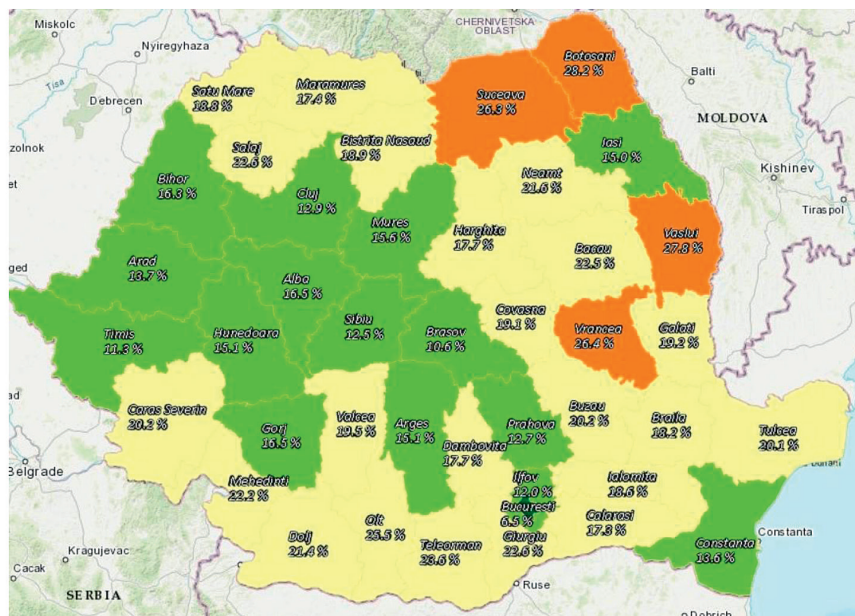 Miskolc
CHERNIVETSKA
OBLAST
Nyiregyhaza
Botosani
28.2 %
Balti
Tisa
Debrecen
Satu Mare
18.8 %
Maramures
17.4 %
Suceava
26.3 %
MOLDOVA
zolnok
Salaj
22.6 %
Bistrita Nasaud
18.9 %
Iasi
15.0 %
Kishinev
et
Bihor
16.3 %
Cluj
12.9 %
Neamt
21.6 %
Tiraspol
Mures
15.6 %
Harghita
17.7 %
Vaslui
27.8 %
ged
Arad
13.7 %
Alba
16.5 %
Bacau
22.5 %
Timis
11.3 %
Hunedoara
15.1 %
Sibiu
12.5 %
Brasov
10.6 %
Covasna
19.1 %
Vrancea
26.4 %
Galati
19.2 %
ad
Caras Severin
20.2 %
Gorj
16.5 %
Valcea
19.5 %
Arges
15.1 %
Dambovita
17.7 %
Prahova
12.7 %
Buzau
20.2 %
Braila
18.2 %
Tulcea
20.1 %
Belgrade
Mehedinti
22.2 %
Ilfov
12.0 %
Ialomita
18.6 %
Dunarii
Bucuresti
6.5 %
Calarasi
17.3 %
Dolj
21.4 %
Olt
25.5 %
Teleorman
23.6 %
Giurgiu
22.6 %
Constanta
13.6 %
Constanta
Kragujevac
Cacak
SERBIA
Ruse
Dobrich